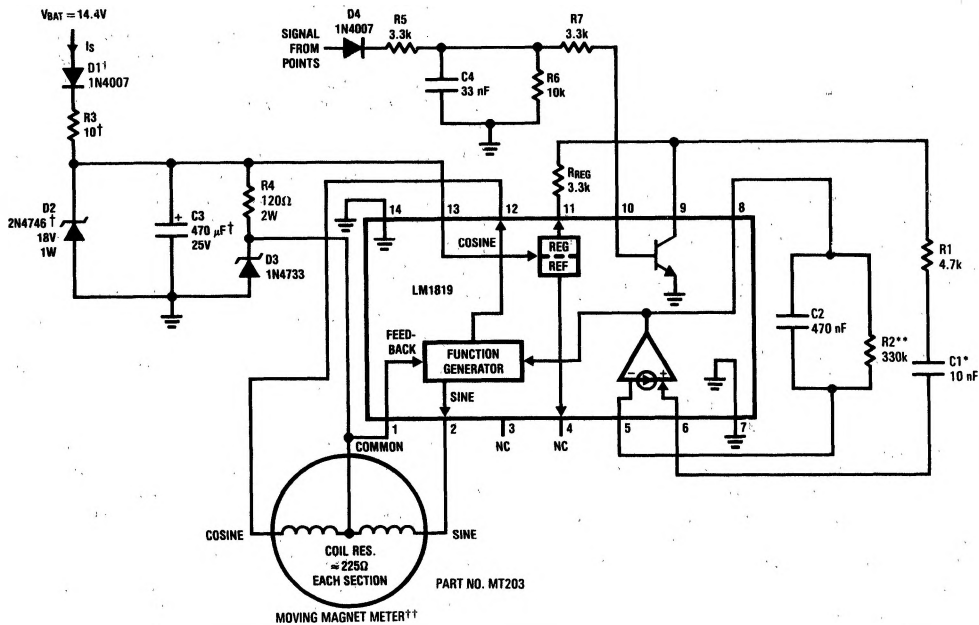 VBAT = 14.4V
IS
D1†
1N4007
R3
10†
D2
2N4746†
18V
1W
C3
+
470 µF†
25V
R4
120Ω
2W
D3
1N4733
SIGNAL
FROM
POINTS
D4
1N4007
R5
3.3k
C4
33 nF
R6
10k
R7
3.3k
RREG
3.3k
14
13
12
11
10
9
8
COSINE
REG
REF
LM1819
FEED-
BACK
FUNCTION
GENERATOR
SINE
− +
1
2
3
4
5
6
7
COMMON
NC
NC
C2
470 nF
R2**
330k
R1
4.7k
C1*
10 nF
COSINE
SINE
COIL RES.
≈ 225Ω
EACH SECTION
PART NO. MT203
MOVING MAGNET METER††